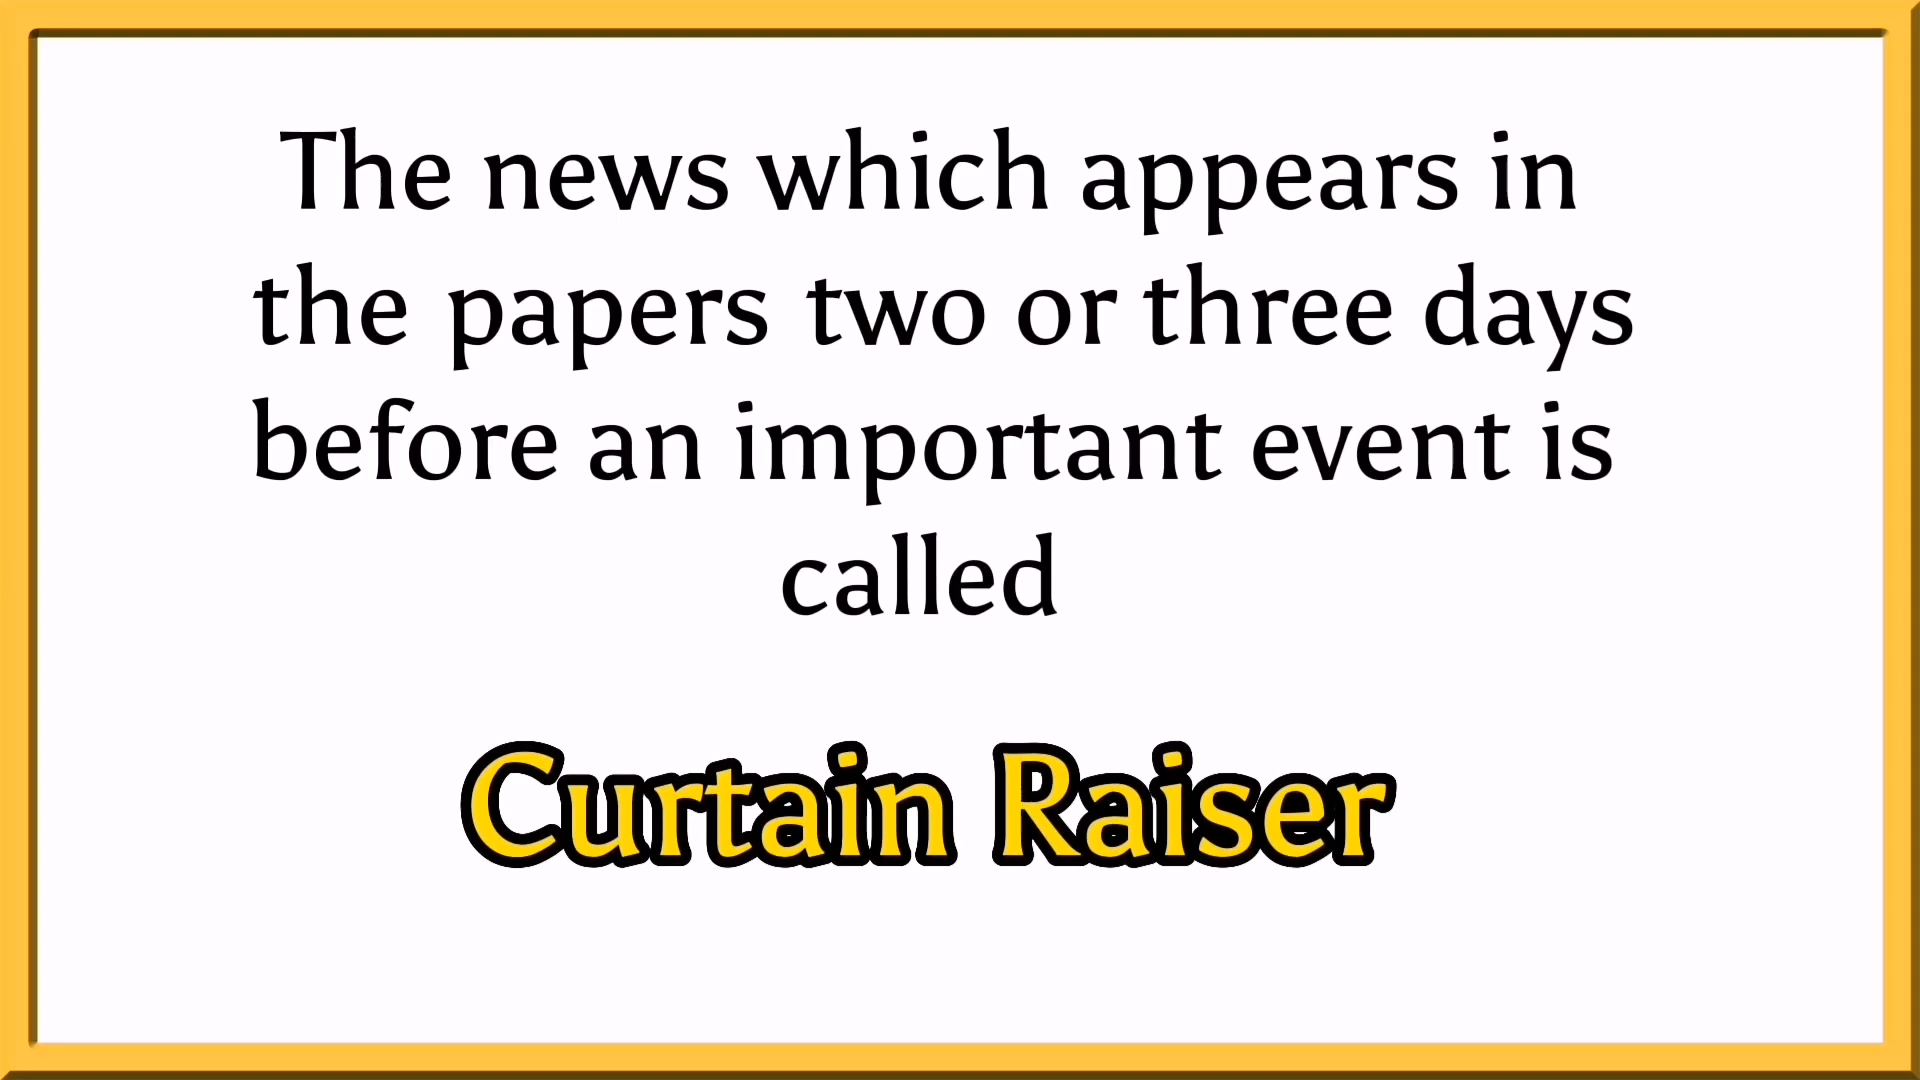 The news which appears in
the papers two or three days
before an important event is
called
Curtain Raiser